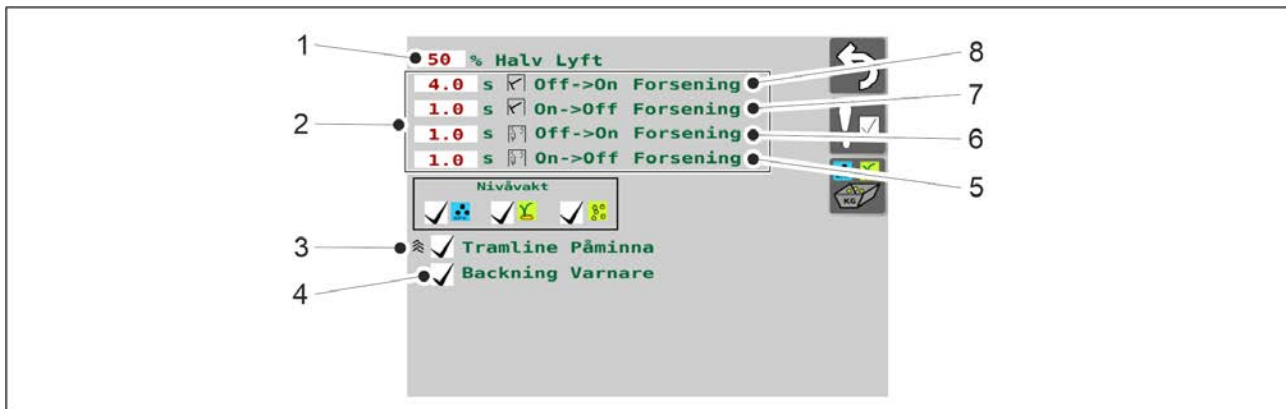 1
50 % Halv Lyft
8
4.0 s Off->On Forsening
7
1.0 s On->Off Forsening
2
1.0 s Off->On Forsening
6
1.0 s On->Off Forsening
5
Nivåvakt
KG
3
Tramline Påminna
4
Backning Varnare